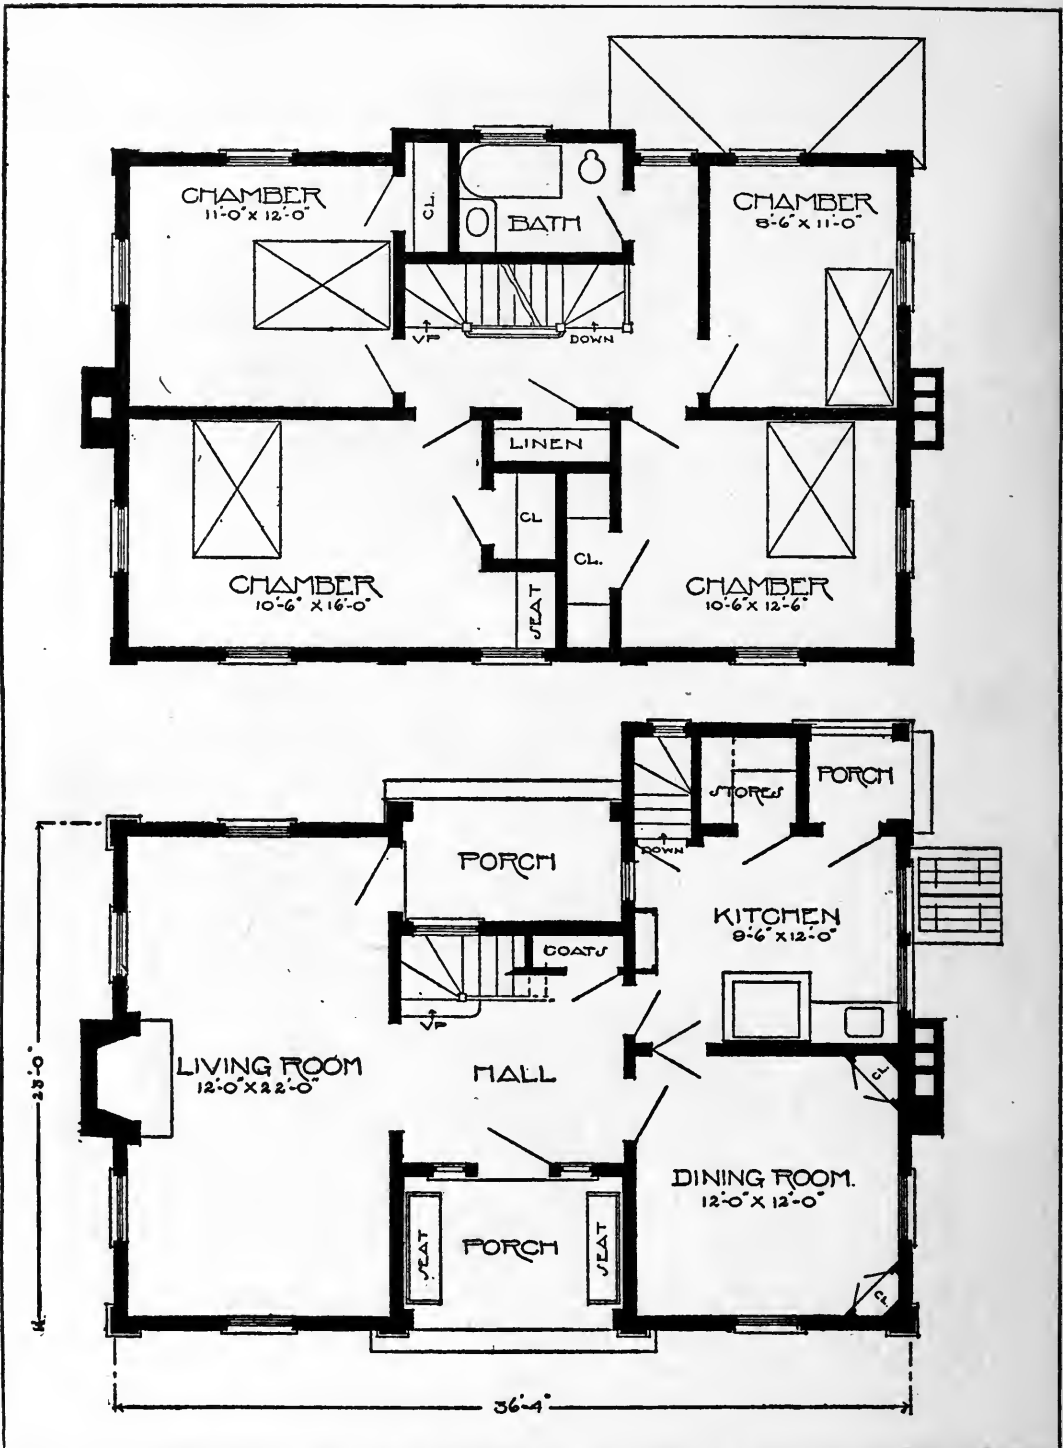 CHAMBER
11'-0" X 12'-0"
CL.
BATH
CHAMBER
8'-6" X 11'-0"
UP
DOWN
LINEN
CL
CL.
CHAMBER
10'-6" X 16'-0"
SEAT
CHAMBER
10'-6" X 12'-6"
STORES
PORCH
DOWN
PORCH
KITCHEN
9'-6" X 12'-0"
COATS
UP
LIVING ROOM
12'-0" X 22'-0"
HALL
CL.
23'-0"
DINING ROOM.
12'-0" X 12'-0"
SEAT
PORCH
SEAT
36'-4"